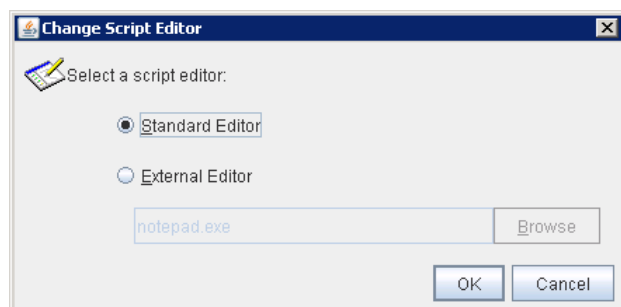 Change Script Editor
Select a script editor:
Standard Editor
External Editor
notepad.exe Browse
OK Cancel